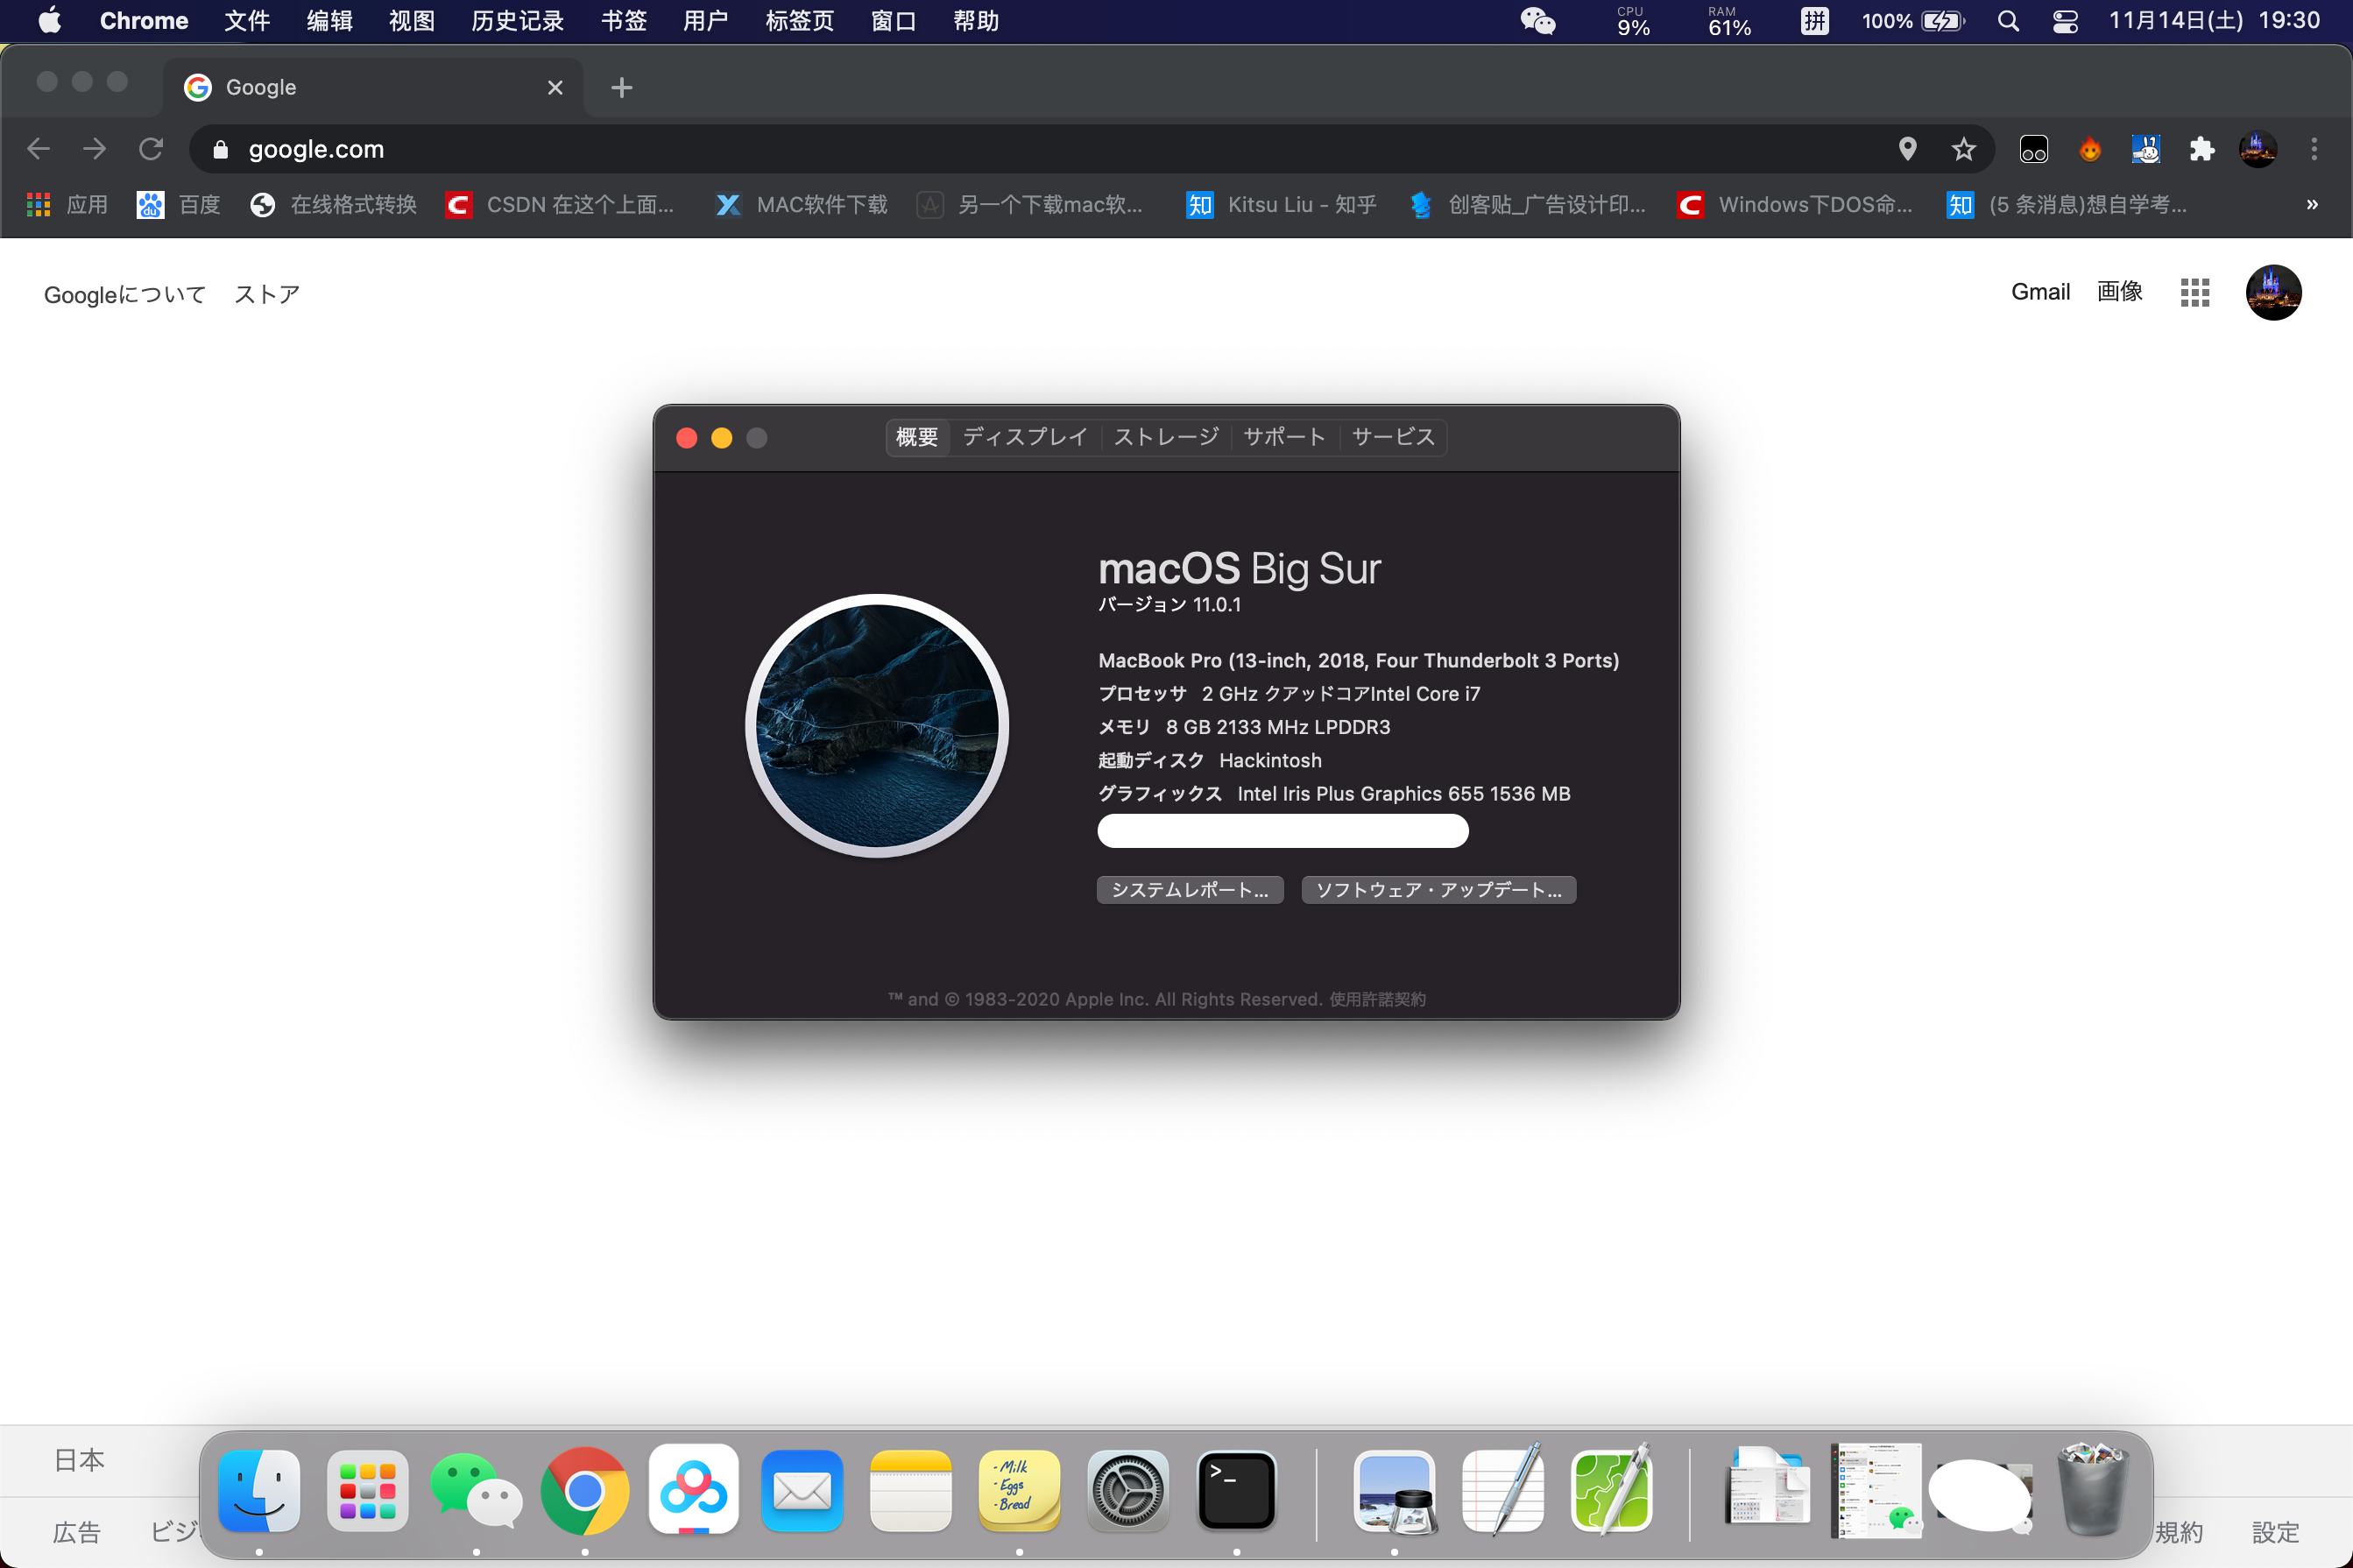 Chrome 文件 编辑 视图 历史记录 书签 用户 标签页 窗口 帮助 CPU 9% RAM 61% 拼 100% 11月14日(土) 19:30
Google
google.com
应用 百度 在线格式转换 CSDN 在这个上面... MAC软件下载 另一个下载mac软... Kitsu Liu - 知乎 创客贴_广告设计印... Windows下DOS命... (5 条消息)想自学考...
Googleについて ストア Gmail 画像
概要 ディスプレイ ストレージ サポート サービス
macOS Big Sur
バージョン 11.0.1
MacBook Pro (13-inch, 2018, Four Thunderbolt 3 Ports)
プロセッサ 2 GHz クアッドコアIntel Core i7
メモリ 8 GB 2133 MHz LPDDR3
起動ディスク Hackintosh
グラフィックス Intel Iris Plus Graphics 655 1536 MB
システムレポート... ソフトウェア・アップデート...
™ and © 1983-2020 Apple Inc. All Rights Reserved. 使用許諾契約
日本
- Milk
- Eggs
- Bread
広告 ビジ 規約 設定